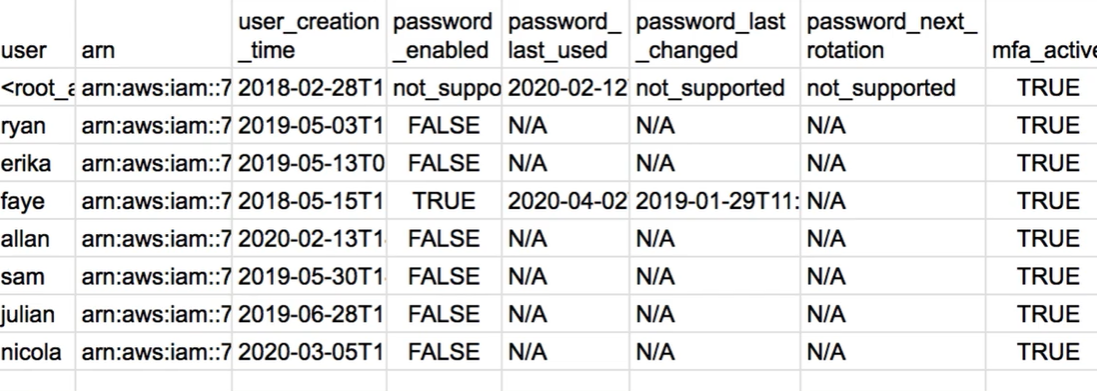 user arn user_creation_time password_enabled password_last_used password_last_changed password_next_rotation mfa_active
<root_a arn:aws:iam::7 2018-02-28T1 not_suppo 2020-02-12 not_supported not_supported TRUE
ryan arn:aws:iam::7 2019-05-03T1 FALSE N/A N/A N/A TRUE
erika arn:aws:iam::7 2019-05-13T0 FALSE N/A N/A N/A TRUE
faye arn:aws:iam::7 2018-05-15T1 TRUE 2020-04-02 2019-01-29T11: N/A TRUE
allan arn:aws:iam::7 2020-02-13T1 FALSE N/A N/A N/A TRUE
sam arn:aws:iam::7 2019-05-30T1 FALSE N/A N/A N/A TRUE
julian arn:aws:iam::7 2019-06-28T1 FALSE N/A N/A N/A TRUE
nicola arn:aws:iam::7 2020-03-05T1 FALSE N/A N/A N/A TRUE